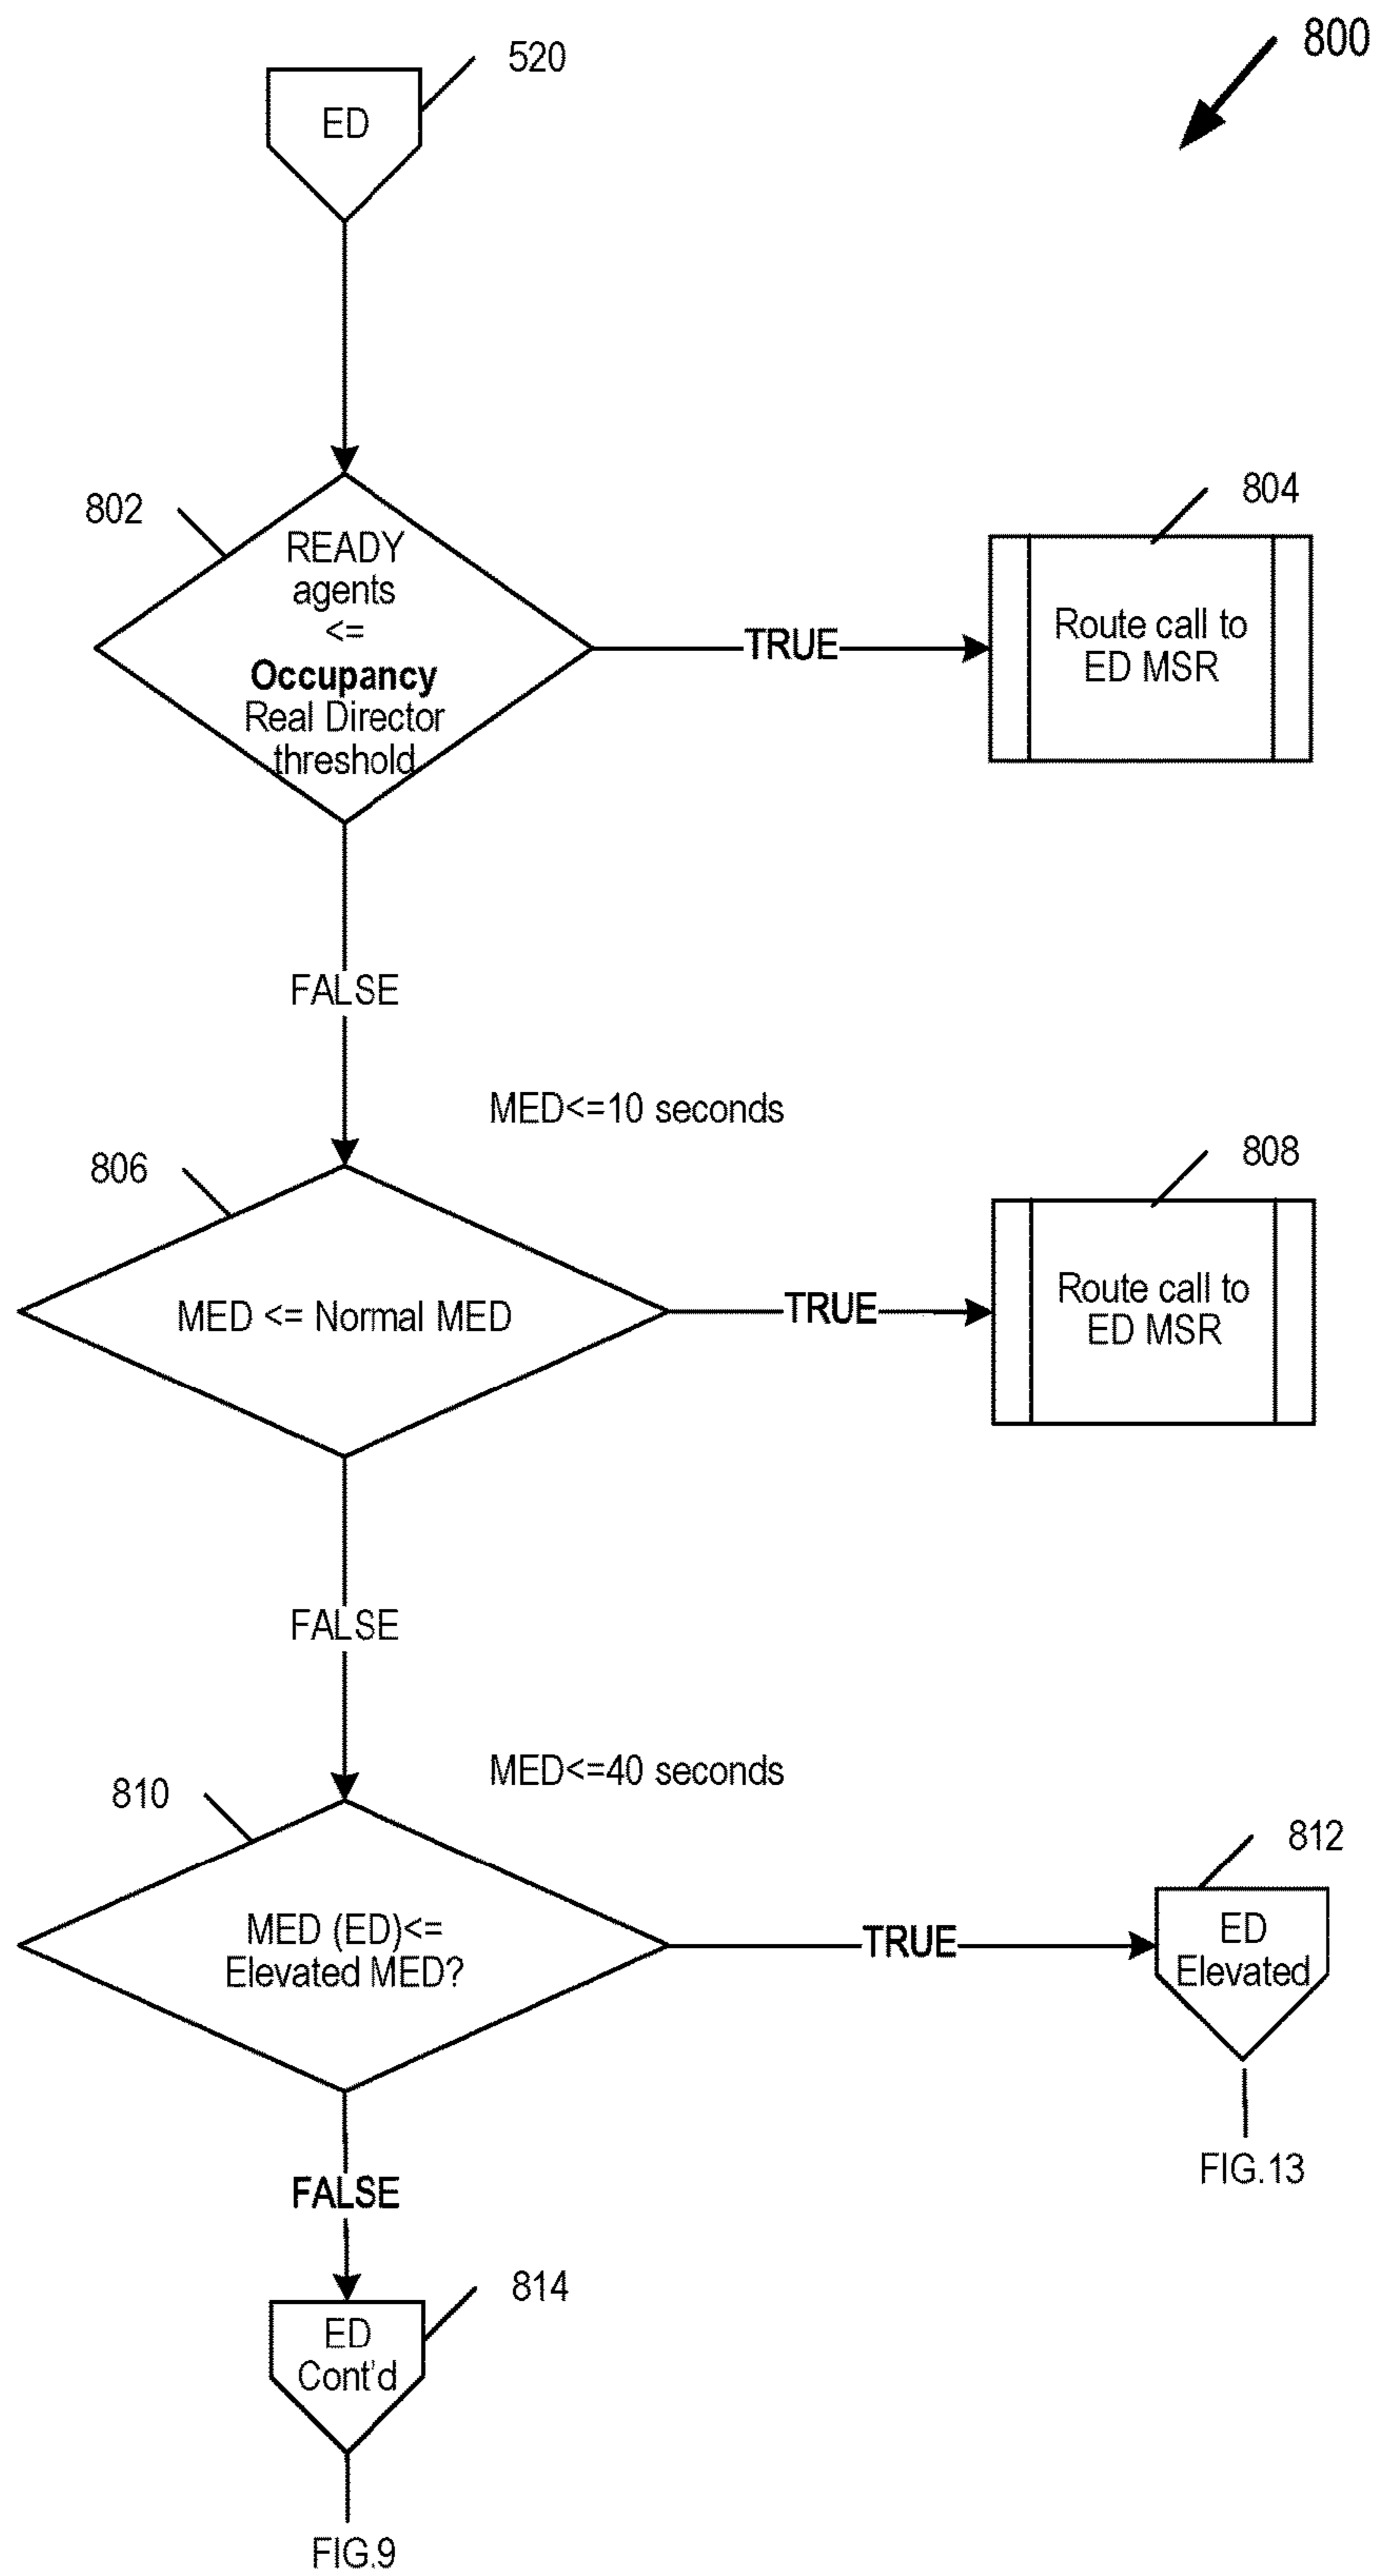 800
520
ED
802
READY
agents
<=
Occupancy
Real Director
threshold
TRUE
804
Route call to
ED MSR
FALSE
MED<=10 seconds
806
MED <= Normal MED
TRUE
808
Route call to
ED MSR
FALSE
MED<=40 seconds
810
MED (ED)<=
Elevated MED?
TRUE
812
ED
Elevated
FIG.13
FALSE
814
ED
Cont'd
FIG.9